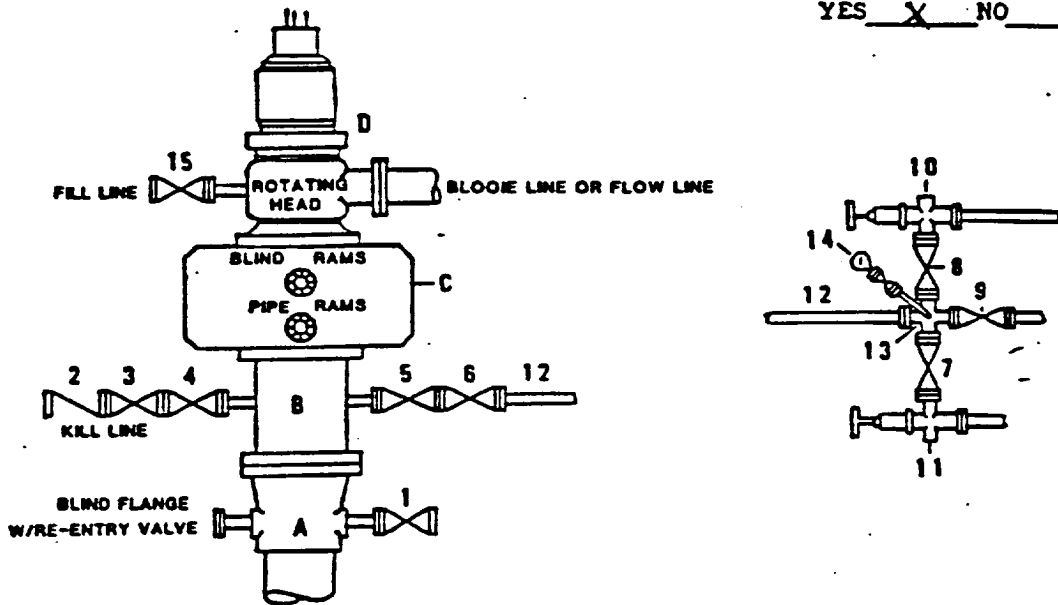 YES X NO
D
15
FILL LINE
ROTATING HEAD
BLOOIE LINE OR FLOW LINE
BLIND RAMS
C
PIPE RAMS
2 3 4
B
5 6 12
KILL LINE
BLIND FLANGE
W/RE-ENTRY VALVE
A
1
10
14
8
12
9
13
7
11